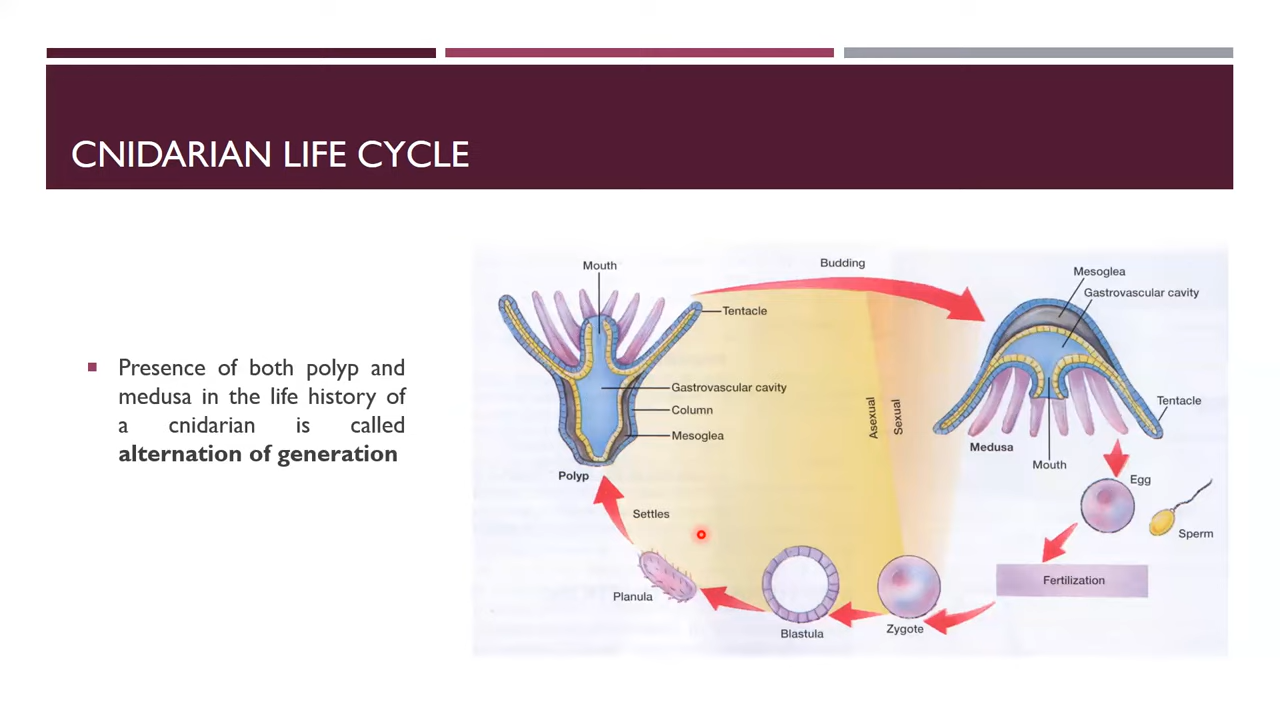 CNIDARIAN LIFE CYCLE
Presence of both polyp and
medusa in the life history of
a cnidarian is called
alternation of generation
Mouth
Budding
Mesoglea
Gastrovascular cavity
Tentacle
Gastrovascular cavity
Column
Mesoglea
Asexual
Sexual
Tentacle
Medusa
Mouth
Polyp
Egg
Settles
Sperm
Fertilization
Planula
Blastula
Zygote